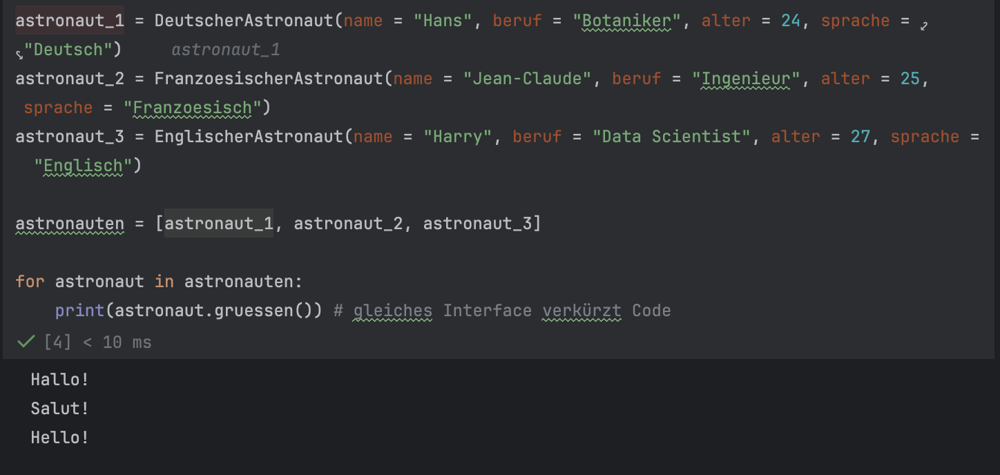 astronaut_1 = DeutscherAstronaut(name = "Hans", beruf = "Botaniker", alter = 24, sprache =
"Deutsch")     astronaut_1
astronaut_2 = FranzoesischerAstronaut(name = "Jean-Claude", beruf = "Ingenieur", alter = 25,
sprache = "Franzoesisch")
astronaut_3 = EnglischerAstronaut(name = "Harry", beruf = "Data Scientist", alter = 27, sprache =
"Englisch")
astronauten = [astronaut_1, astronaut_2, astronaut_3]
for astronaut in astronauten:
    print(astronaut.gruessen()) # gleiches Interface verkürzt Code
[4] < 10 ms
Hallo!
Salut!
Hello!